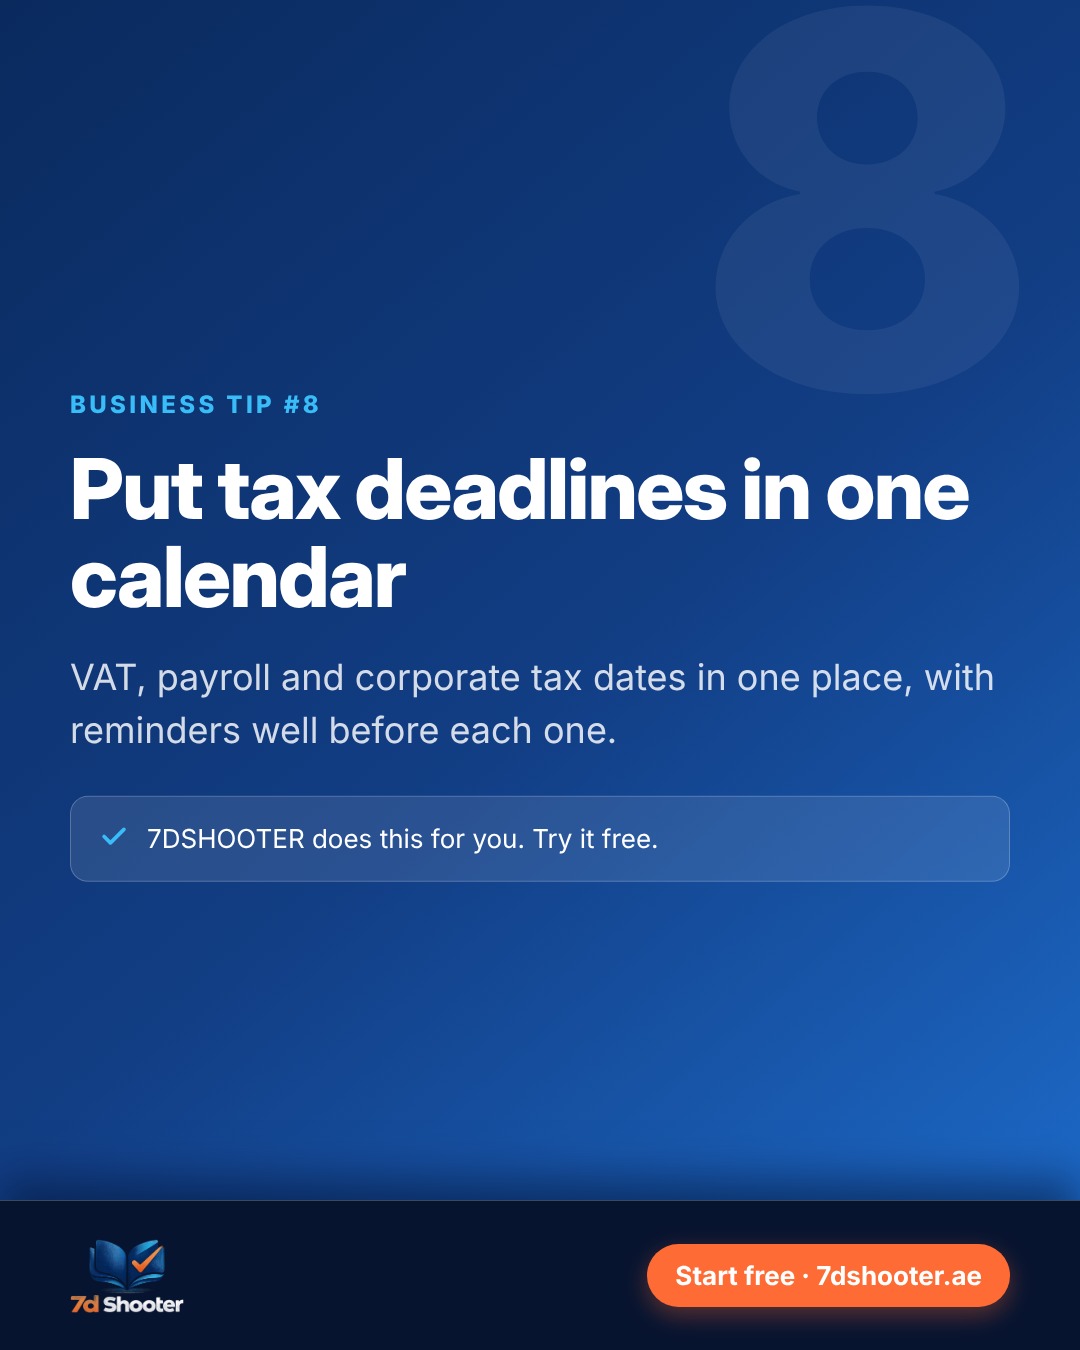 8
BUSINESS TIP #8
Put tax deadlines in one
calendar
VAT, payroll and corporate tax dates in one place, with
reminders well before each one.
7DSHOOTER does this for you. Try it free.
7d Shooter
Start free · 7dshooter.ae